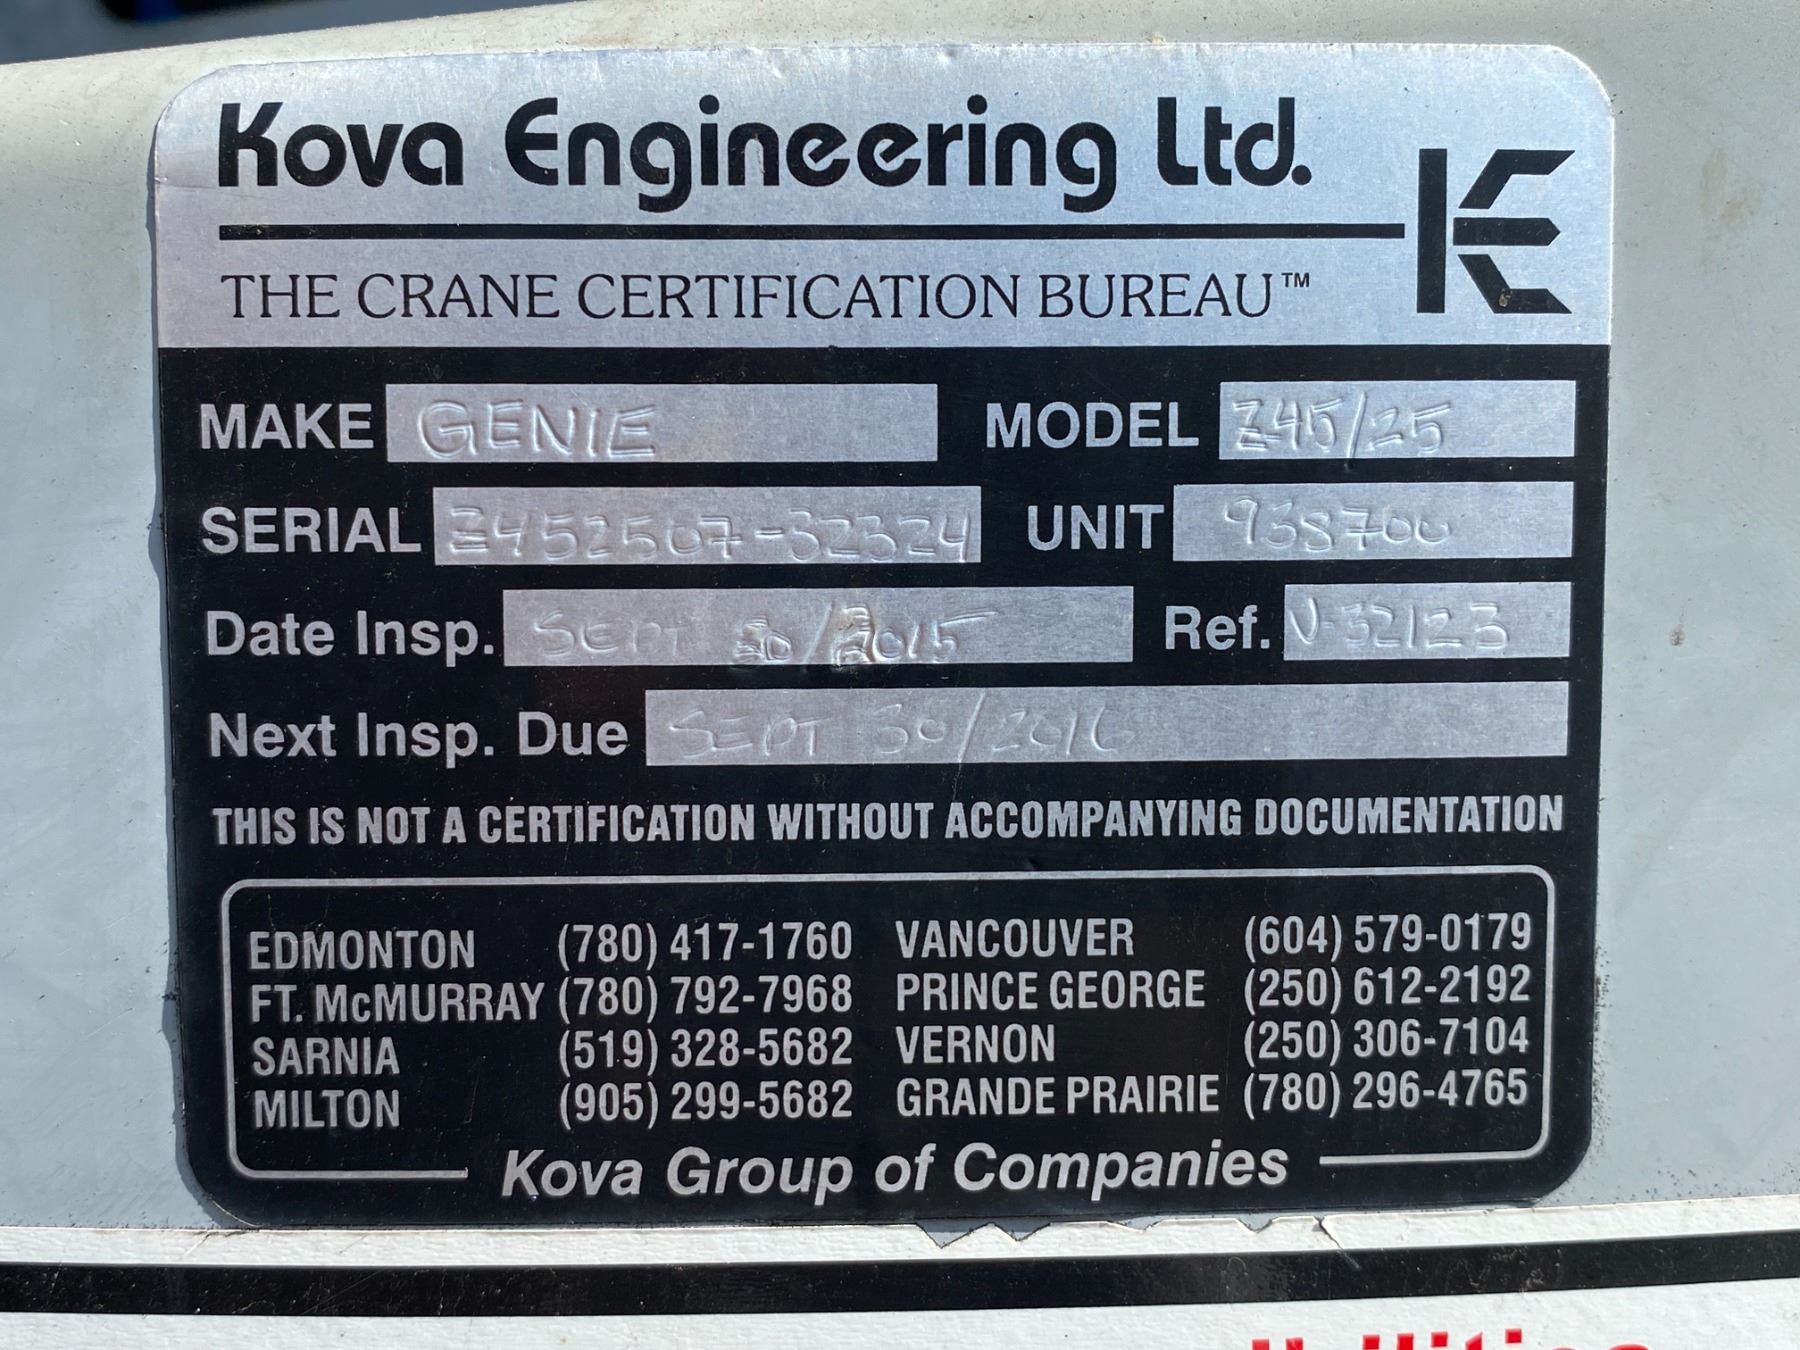 Kova Engineering Ltd.
THE CRANE CERTIFICATION BUREAU™
MAKE GENIE MODEL Z45/25
SERIAL Z452507-32324 UNIT 938700
Date Insp. SEPT 30/2015 Ref. V-32123
Next Insp. Due SEPT 30/2016
THIS IS NOT A CERTIFICATION WITHOUT ACCOMPANYING DOCUMENTATION
EDMONTON (780) 417-1760 VANCOUVER (604) 579-0179
FT. McMURRAY (780) 792-7968 PRINCE GEORGE (250) 612-2192
SARNIA (519) 328-5682 VERNON (250) 306-7104
MILTON (905) 299-5682 GRANDE PRAIRIE (780) 296-4765
Kova Group of Companies